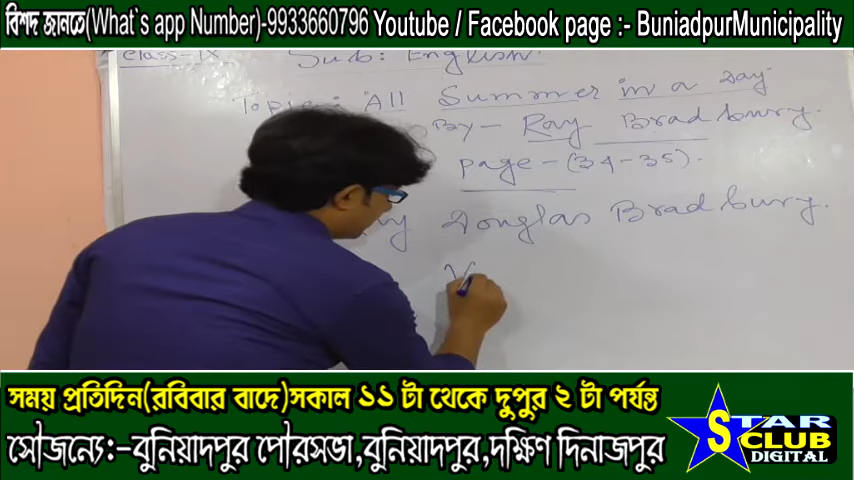 বিশদ জানতে(What`s app Number)-9933660796 Youtube / Facebook page :- BuniadpurMunicipality
Class-IX Sub: English.
Topic: "All Summer in a Day"
By- Ray Bradbury.
page-(34-35).
Douglas Bradbury.
সময় প্রতিদিন(রবিবার বাদে)সকাল ১১ টা থেকে দুপুর ২ টা পর্যন্ত
সৌজন্যে:-বুনিয়াদপুর পৌরসভা,বুনিয়াদপুর,দক্ষিণ দিনাজপুর
STAR
CLUB
DIGITAL